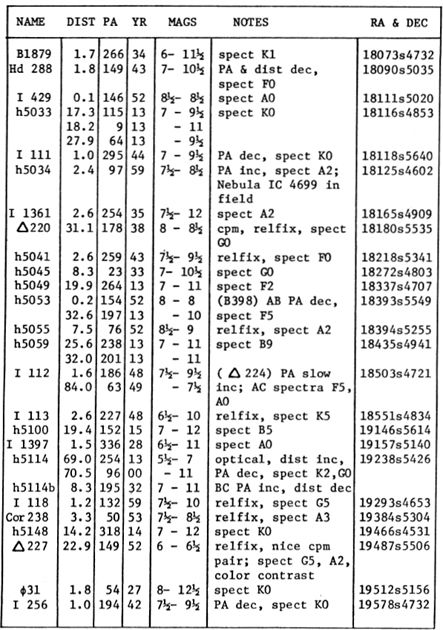 NAME DIST PA YR MAGS NOTES RA & DEC
B1879 1.7 266 34 6- 11½ spect K1 18073s4732
Hd 288 1.8 149 43 7- 10½ PA & dist dec, 18090s5035
spect F0
I 429 0.1 146 52 8½- 8½ spect A0 18111s5020
h5033 17.3 115 13 7 - 9½ spect K0 18116s4853
18.2 9 13 - 11
27.9 64 13 - 9½
I 111 1.0 295 44 7 - 9½ PA dec, spect K0 18118s5640
h5034 2.4 97 59 7½- 8½ PA inc, spect A2; 18125s4602
Nebula IC 4699 in
field
I 1361 2.6 254 35 7½- 12 spect A2 18165s4909
△220 31.1 178 38 8 - 8½ cpm, relfix, spect 18180s5535
G0
h5041 2.6 259 43 7½- 9½ relfix, spect F0 18218s5341
h5045 8.3 23 33 7- 10½ spect G0 18272s4803
h5049 19.9 264 13 7 - 11 spect F2 18337s4707
h5053 0.2 154 52 8 - 8 (B398) AB PA dec, 18393s5549
32.6 197 13 - 10 spect F5
h5055 7.5 76 52 8½- 9 relfix, spect A2 18394s5255
h5059 25.6 238 13 7 - 11 spect B9 18435s4941
32.0 201 13 - 11
I 112 1.6 186 48 7½- 9½ ( △ 224) PA slow 18503s4721
84.0 63 49 - 7½ inc; AC spectra F5,
A0
I 113 2.6 227 48 6½- 10 relfix, spect K5 18551s4834
h5100 19.4 152 15 7 - 12 spect B5 19146s5614
I 1397 1.5 336 28 6½- 11 spect A0 19157s5140
h5114 69.0 254 13 5½- 7 optical, dist inc, 19238s5426
70.5 96 00 - 11 PA dec, spect K2,G0
h5114b 8.3 195 32 7 - 11 BC PA inc, dist dec
I 118 1.2 132 59 7½- 10 relfix, spect G5 19293s4653
Cor 238 3.3 50 53 7½- 8½ relfix, spect A3 19384s5304
h5148 14.2 318 14 7 - 12 spect K0 19466s4531
△227 22.9 149 52 6 - 6½ relfix, nice cpm 19487s5506
pair; spect G5, A2,
color contrast
ϕ31 1.8 54 27 8- 12½ spect K0 19512s5156
I 256 1.0 194 42 7½- 9½ PA dec, spect K0 19578s4732